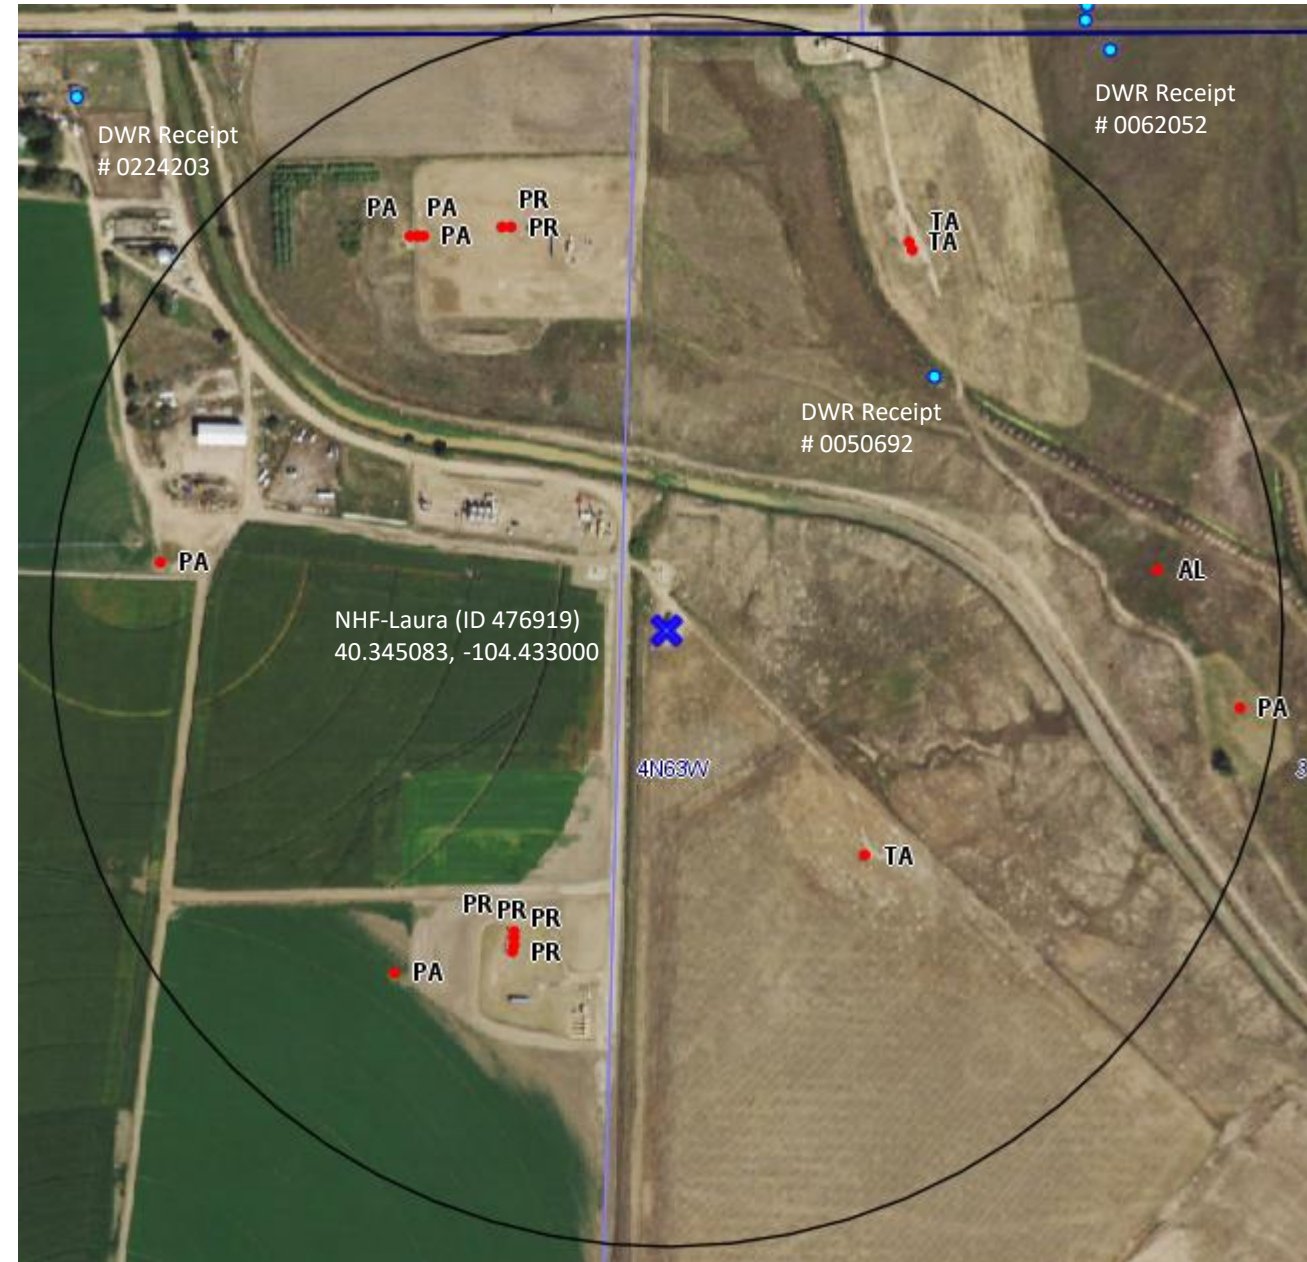 DWR Receipt
# 0062052
DWR Receipt
# 0224203
PA PA PR
PA PR
TA
TA
DWR Receipt
# 0050692
PA
AL
NHF-Laura (ID 476919)
40.345083, -104.433000
PA
4N63W
3
TA
PR PR PR
PR
PA